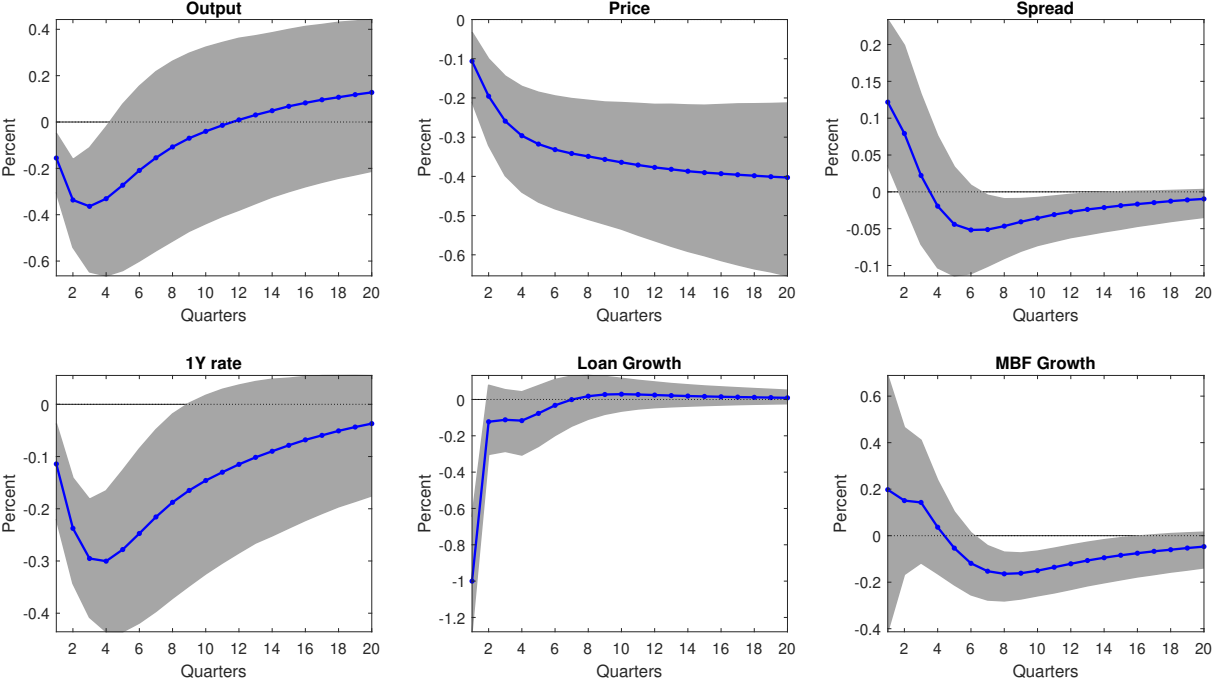 Output
Percent
0.4
0.2
0
-0.2
-0.4
-0.6
2 4 6 8 10 12 14 16 18 20
Quarters
Price
Percent
0
-0.1
-0.2
-0.3
-0.4
-0.5
-0.6
2 4 6 8 10 12 14 16 18 20
Quarters
Spread
Percent
0.2
0.15
0.1
0.05
0
-0.05
-0.1
2 4 6 8 10 12 14 16 18 20
Quarters
1Y rate
Percent
0
-0.1
-0.2
-0.3
-0.4
2 4 6 8 10 12 14 16 18 20
Quarters
Loan Growth
Percent
0
-0.2
-0.4
-0.6
-0.8
-1
-1.2
2 4 6 8 10 12 14 16 18 20
Quarters
MBF Growth
Percent
0.6
0.4
0.2
0
-0.2
-0.4
2 4 6 8 10 12 14 16 18 20
Quarters